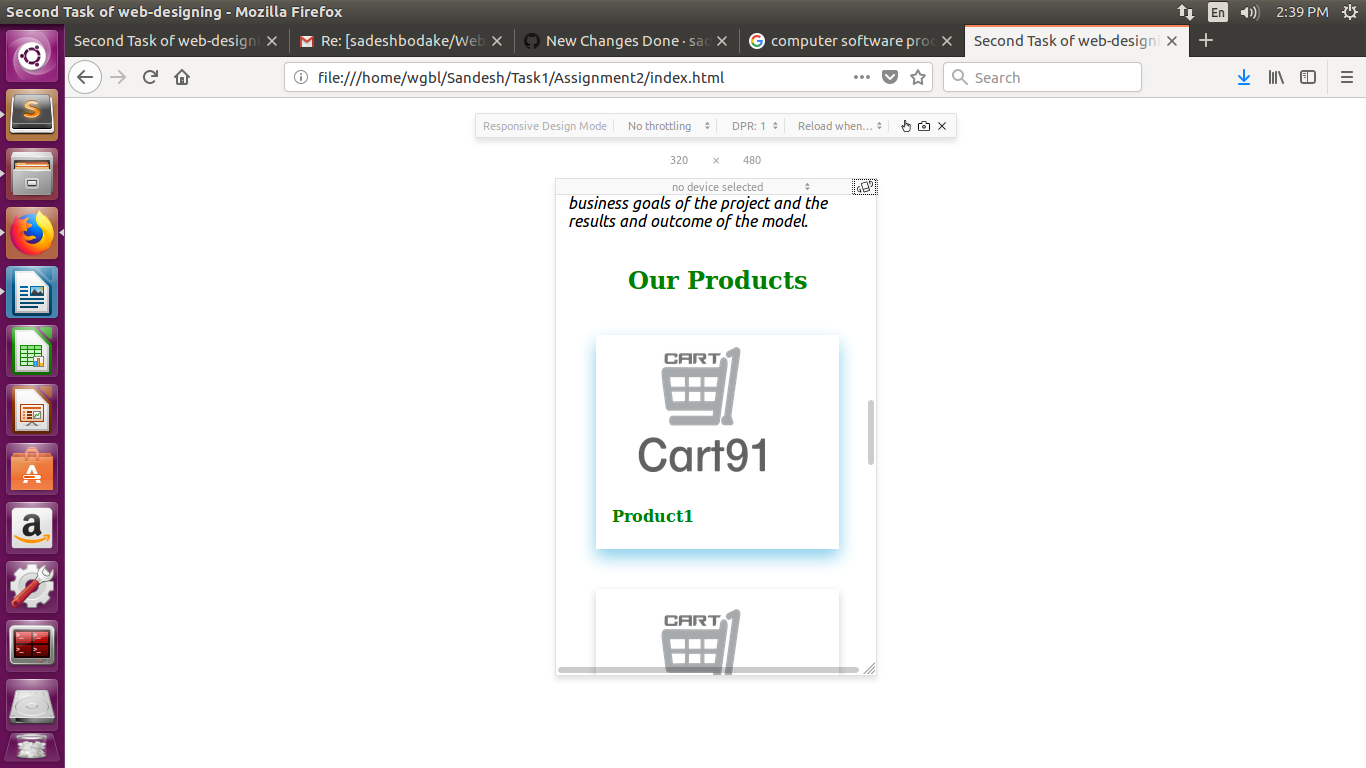 Second Task of web-designing - Mozilla Firefox
En
2:39 PM
Second Task of web-designi
Re: [sadeshbodake/Web
New Changes Done · sac
computer software prod
Second Task of web-designi
file:///home/wgbl/Sandesh/Task1/Assignment2/index.html
Search
Responsive Design Mode
No throttling
DPR: 1
Reload when...
320 × 480
no device selected
business goals of the project and the
results and outcome of the model.
Our Products
CART
Cart91
Product1
CART